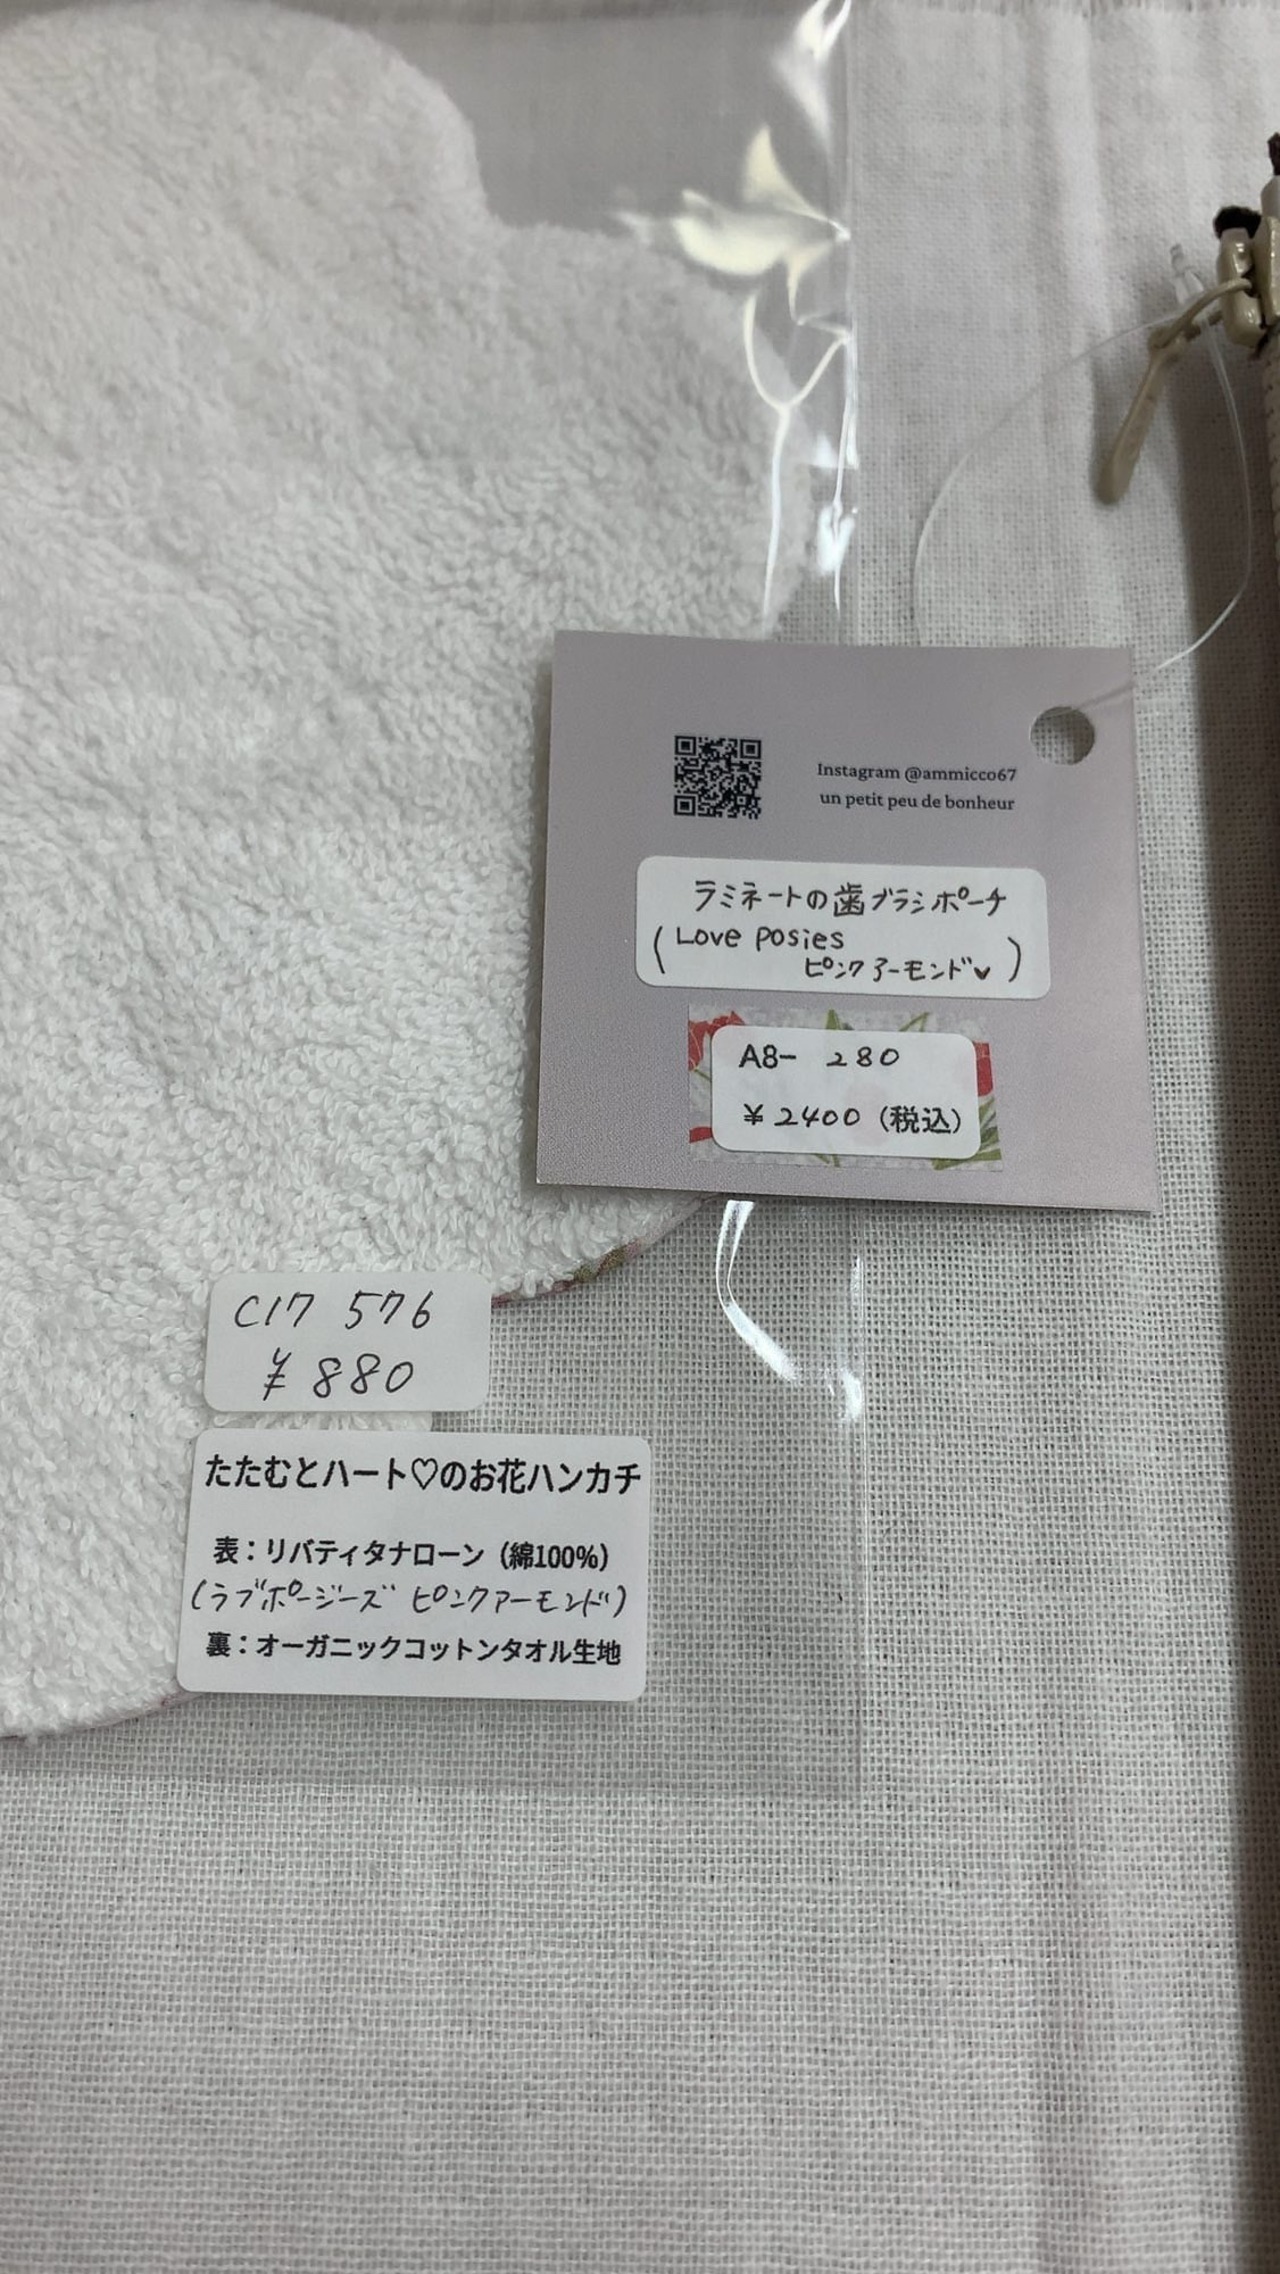 Instagram @ammicco67
un petit peu de bonheur
ラミネートの歯ブラシポーチ
(Love Posies
ピンクアーモンド♥)
A8- 280
¥2400(税込)
C17 576
¥880
たたむとハート♡のお花ハンカチ
表：リバティタナローン（綿100%）
(ラブポージーズ ピンクアーモンド)
裏：オーガニックコットンタオル生地